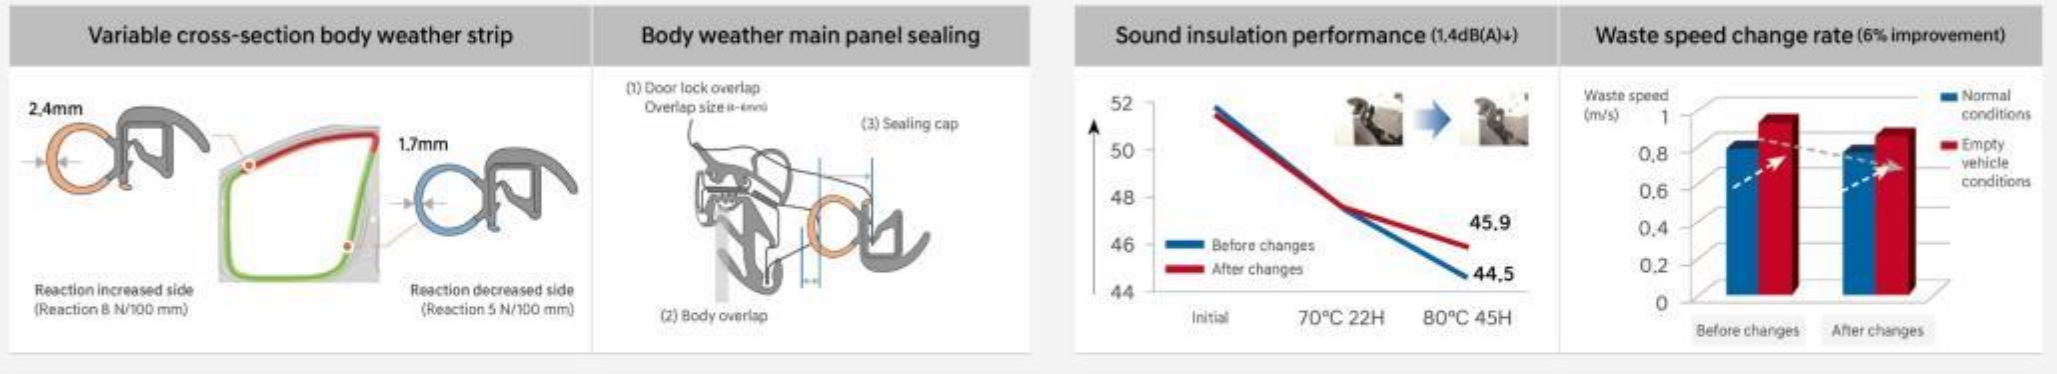 Variable cross-section body weather strip
2,4mm
1.7mm
Reaction increased side
(Reaction 8 N/100 mm)
Reaction decreased side
(Reaction 5 N/100 mm)
Body weather main panel sealing
(1) Door lock overlap
Overlap size
(3) Sealing cap
(2) Body overlap
Sound insulation performance (1,4dB(A)↓)
52
50
48
46
44
45.9
44,5
Before changes
After changes
Initial
70°C 22H
80°C 45H
Waste speed change rate (6% improvement)
Waste speed
(m/s)
1
0,8
0,6
0,4
0,2
0
Normal
conditions
Empty
vehicle
conditions
Before changes
After changes